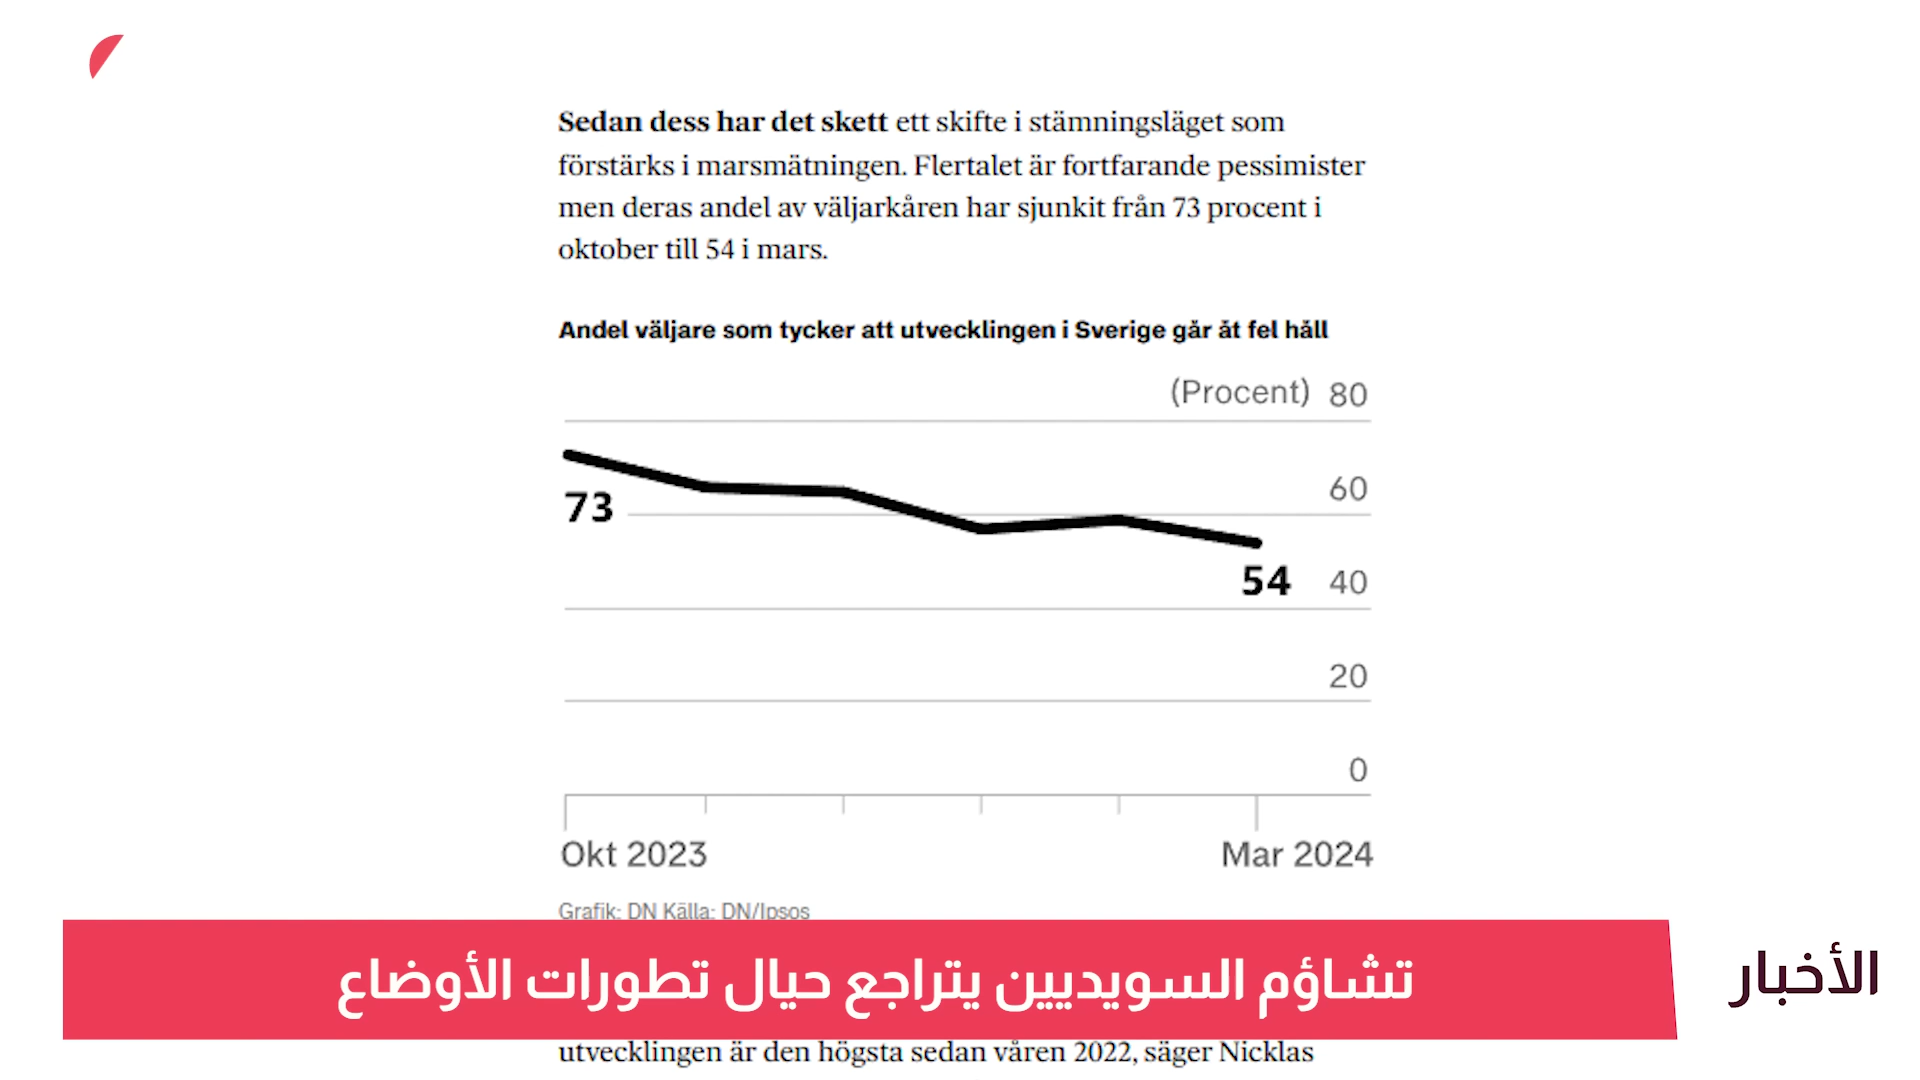 Sedan dess har det skett ett skifte i stämningsläget som
förstärks i marsmätningen. Flertalet är fortfarande pessimister
men deras andel av väljarkåren har sjunkit från 73 procent i
oktober till 54 i mars.
Andel väljare som tycker att utvecklingen i Sverige går åt fel håll
(Procent) 80
60
73
54
40
20
0
Okt 2023
Mar 2024
Grafik: DN Källa: DN/Ipsos
تشاؤم السويديين يتراجع حيال تطورات الأوضاع
الأخبار
utvecklingen är den högsta sedan våren 2022, säger Nicklas